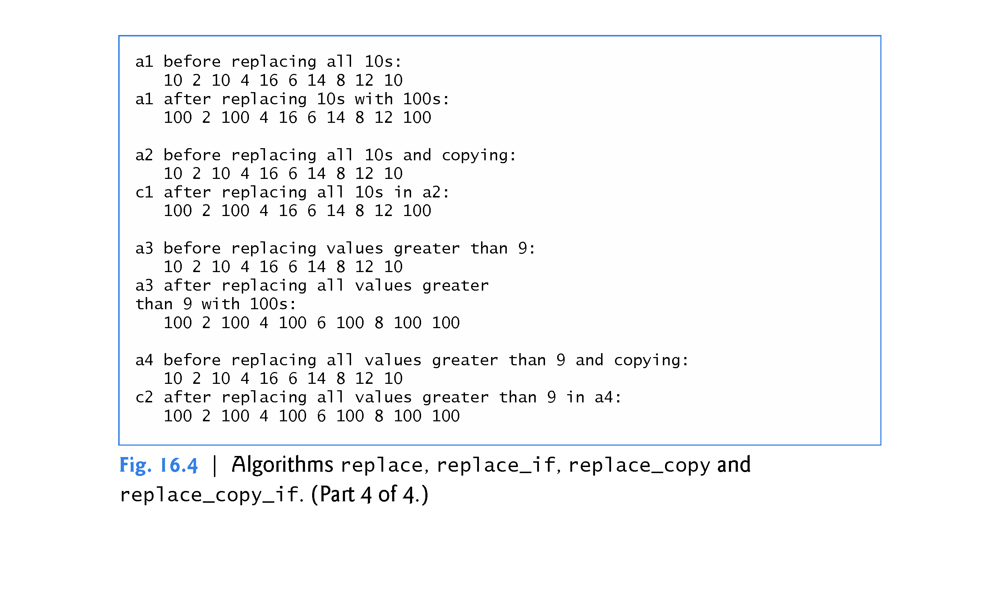 a1 before replacing all 10s:
   10 2 10 4 16 6 14 8 12 10
a1 after replacing 10s with 100s:
   100 2 100 4 16 6 14 8 12 100

a2 before replacing all 10s and copying:
   10 2 10 4 16 6 14 8 12 10
c1 after replacing all 10s in a2:
   100 2 100 4 16 6 14 8 12 100

a3 before replacing values greater than 9:
   10 2 10 4 16 6 14 8 12 10
a3 after replacing all values greater
than 9 with 100s:
   100 2 100 4 100 6 100 8 100 100

a4 before replacing all values greater than 9 and copying:
   10 2 10 4 16 6 14 8 12 10
c2 after replacing all values greater than 9 in a4:
   100 2 100 4 100 6 100 8 100 100

Fig. 16.4 | Algorithms replace, replace_if, replace_copy and
replace_copy_if. (Part 4 of 4.)